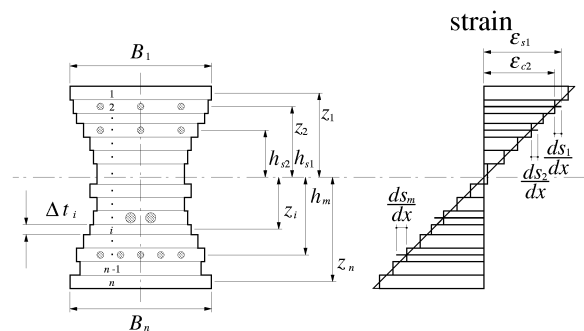 strain
B1
εs1
εc2
1
2
z2
z1
hs2 hs1
ds1/dx
ds2/dx
hm
dsm/dx
Δti
i
zi
zn
n-1
n
Bn